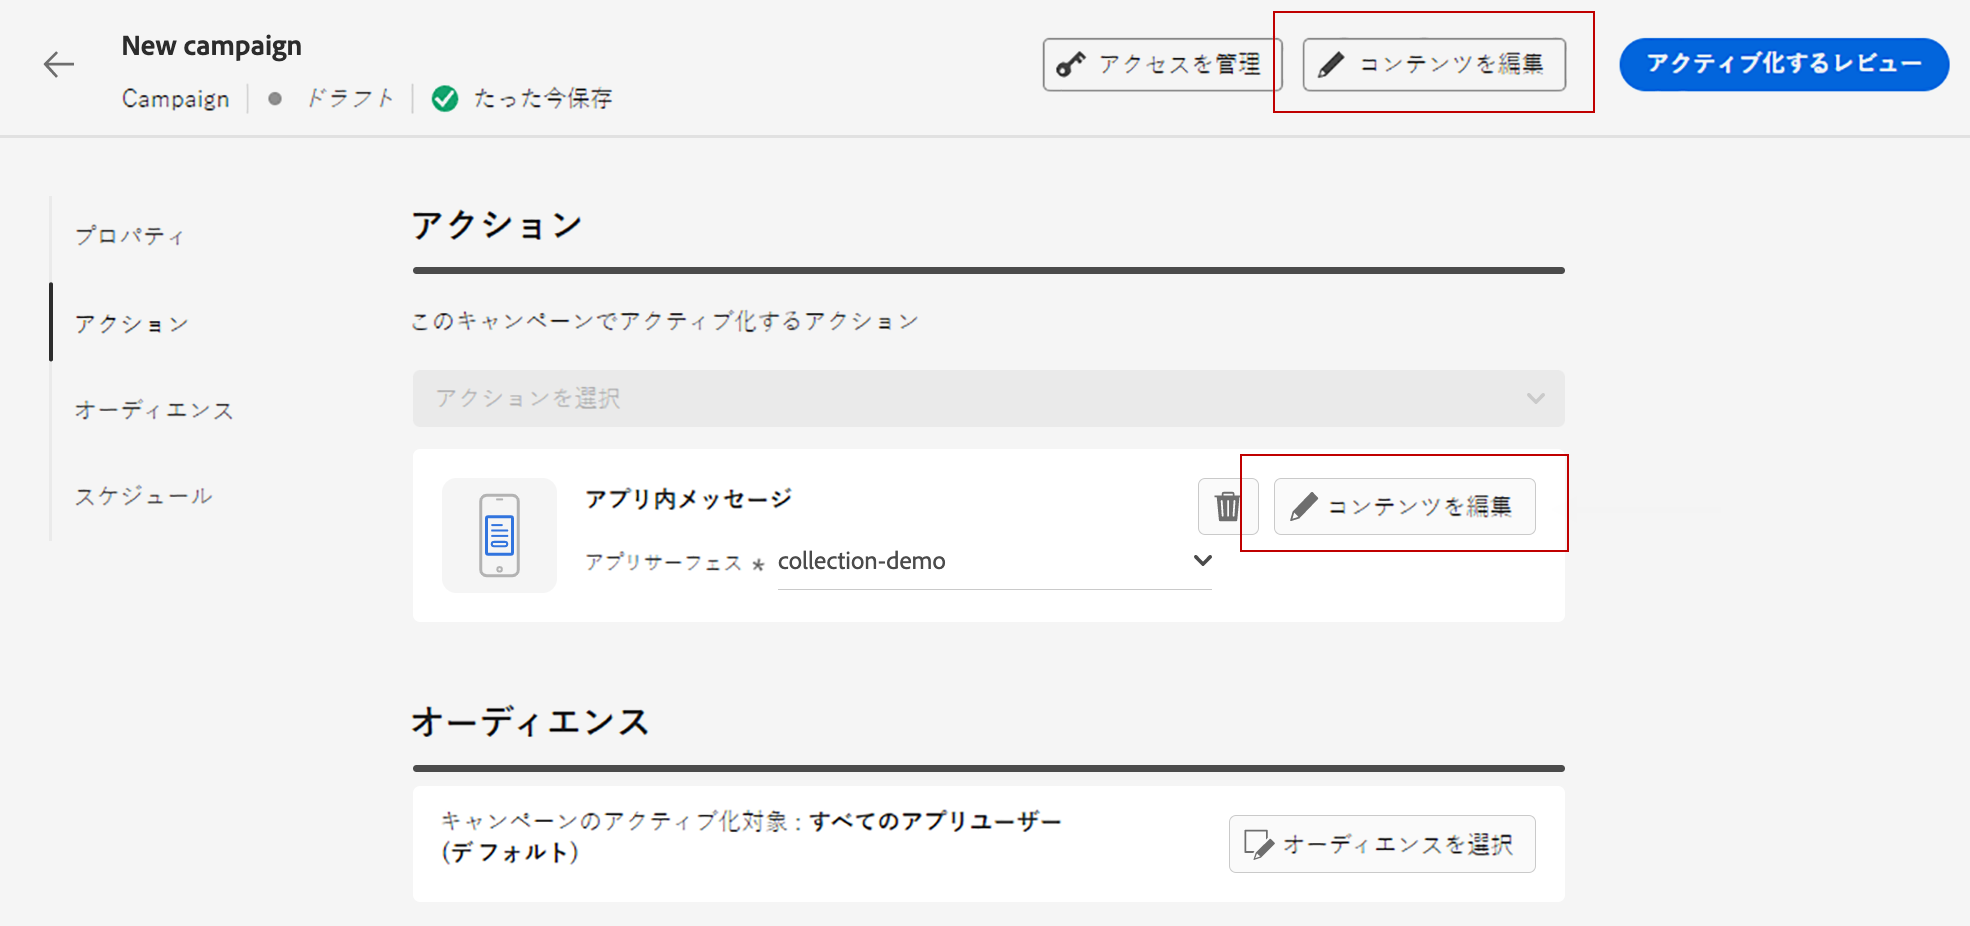 New campaign
Campaign ドラフト たった今保存
アクセスを管理
コンテンツを編集
アクティブ化するレビュー
プロパティ
アクション
オーディエンス
スケジュール
アクション
このキャンペーンでアクティブ化するアクション
アクションを選択
アプリ内メッセージ
コンテンツを編集
アプリサーフェス * collection-demo
オーディエンス
キャンペーンのアクティブ化対象 : すべてのアプリユーザー
(デフォルト)
オーディエンスを選択